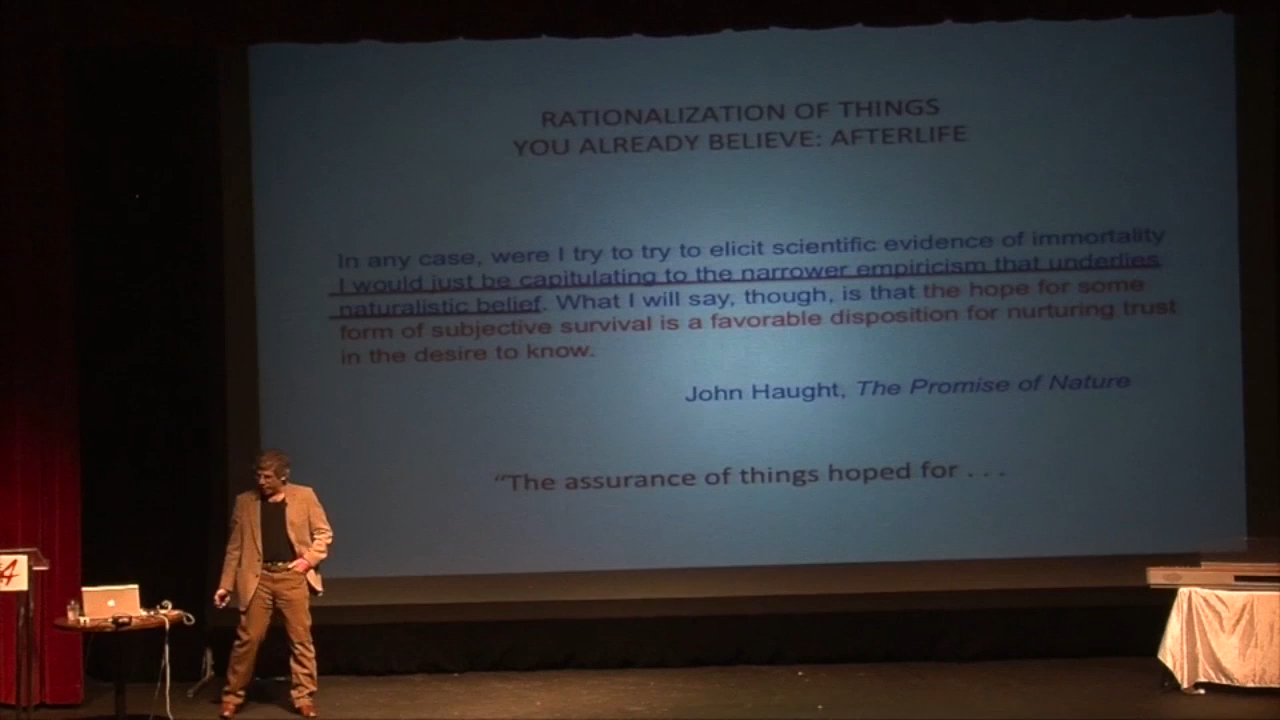 RATIONALIZATION OF THINGS
YOU ALREADY BELIEVE: AFTERLIFE
In any case, were I try to try to elicit scientific evidence of immortality
I would just be capitulating to the narrower empiricism that underlies
naturalistic belief. What I will say, though, is that the hope for some
form of subjective survival is a favorable disposition for nurturing trust
in the desire to know.
John Haught, The Promise of Nature
“The assurance of things hoped for . . .